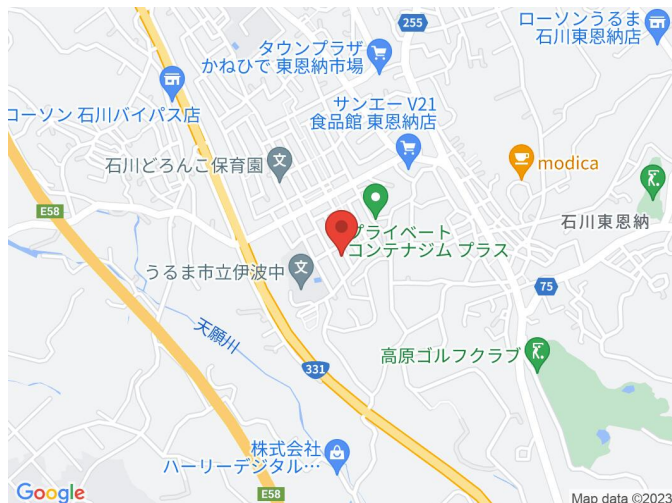 ローソンうるま
石川東恩納店
255
タウンプラザ
かねひで 東恩納市場
ローソン 石川バイパス店
サンエー V21
食品館 東恩納店
石川どろんこ保育園
文
modica
E58
石川東恩納
プライベート
コンテナジム プラス
うるま市立伊波中
文
75
天願川
高原ゴルフクラブ
331
株式会社
ハーリーデジタル…
Google
E58
Map data ©2023